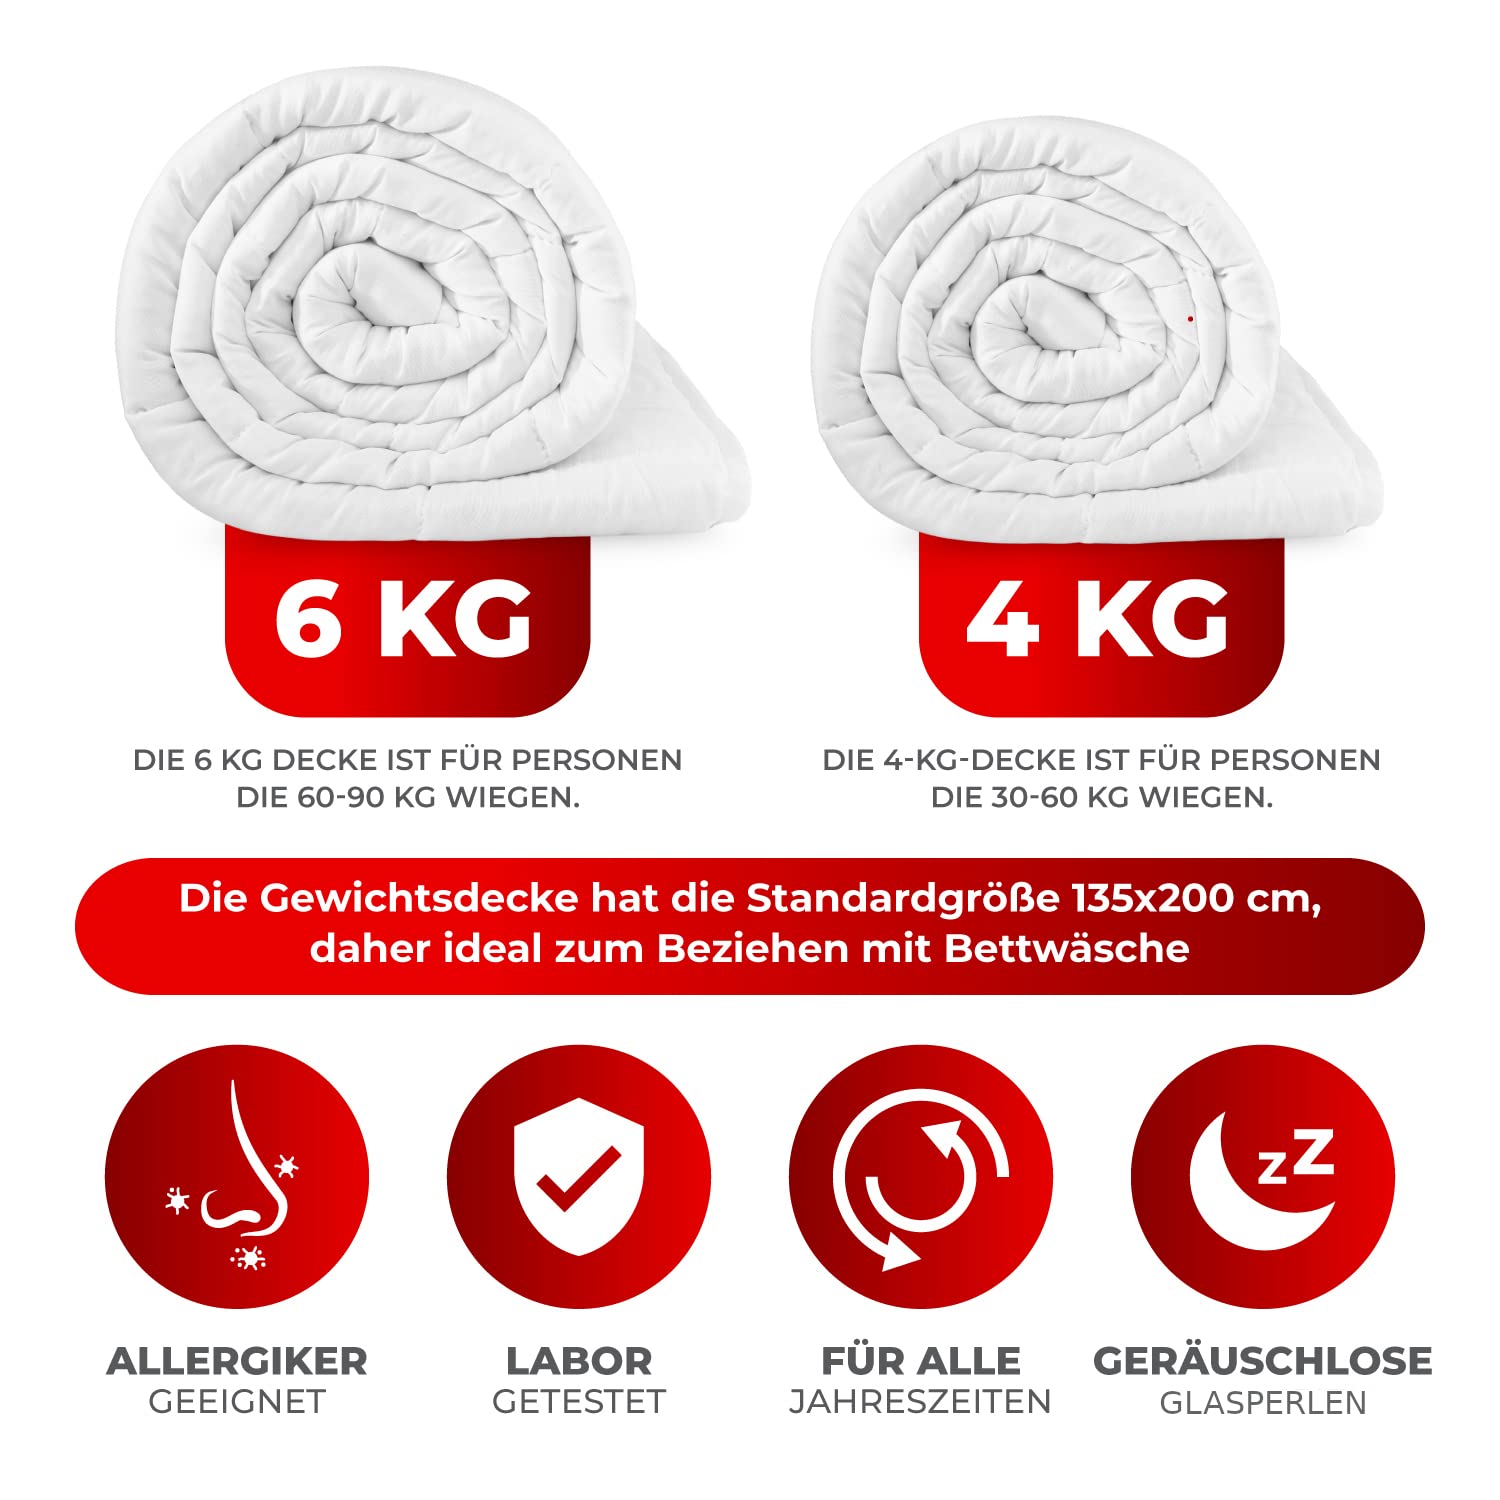 6 KG
4 KG
DIE 6 KG DECKE IST FÜR PERSONEN
DIE 60-90 KG WIEGEN.
DIE 4-KG-DECKE IST FÜR PERSONEN
DIE 30-60 KG WIEGEN.
Die Gewichtsdecke hat die Standardgröße 135x200 cm,
daher ideal zum Beziehen mit Bettwäsche
zZ
ALLERGIKER
GEEIGNET
LABOR
GETESTET
FÜR ALLE
JAHRESZEITEN
GERÄUSCHLOSE
GLASPERLEN